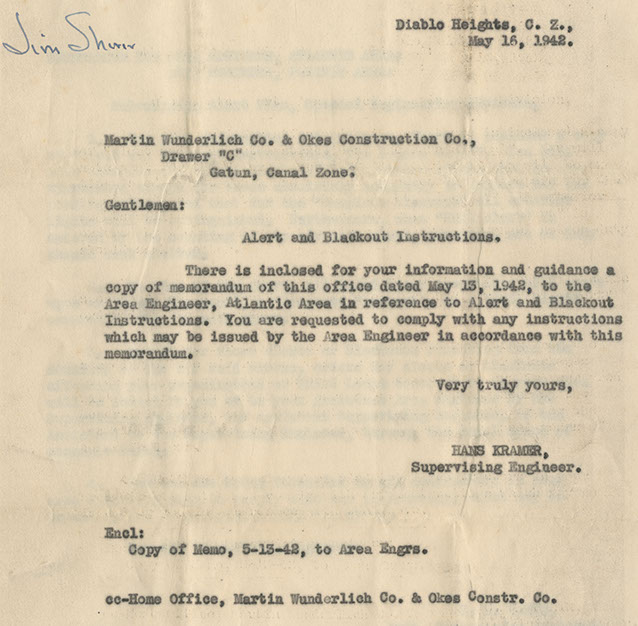 Diablo Heights, C. Z.,
May 16, 1942.
Jim
Martin Wunderlich Co. & Okes Construction Co.,
Drawer "C"
Gatun, Canal Zone.
Gentlemen:
Alert and Blackout Instructions.
There is inclosed for your information and guidance a
copy of memorandum of this office dated May 13, 1942, to the
Area Engineer, Atlantic Area in reference to Alert and Blackout
Instructions. You are requested to comply with any instructions
which may be issued by the Area Engineer in accordance with this
memorandum.
Very truly yours,
HANS KRAMER,
Supervising Engineer.
Encl:
Copy of Memo, 5-13-42, to Area Engrs.
cc-Home Office, Martin Wunderlich Co. & Okes Constr. Co.